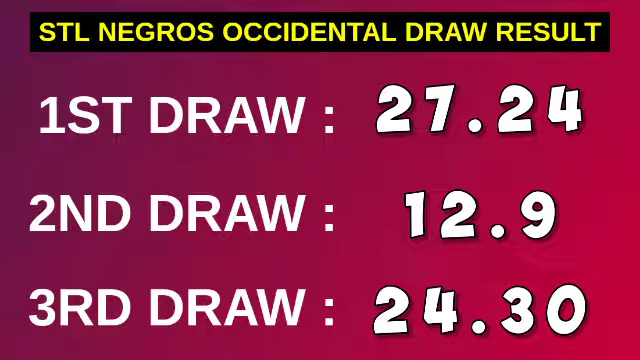 STL NEGROS OCCIDENTAL DRAW RESULT
1ST DRAW : 27.24
2ND DRAW : 12.9
3RD DRAW : 24.30